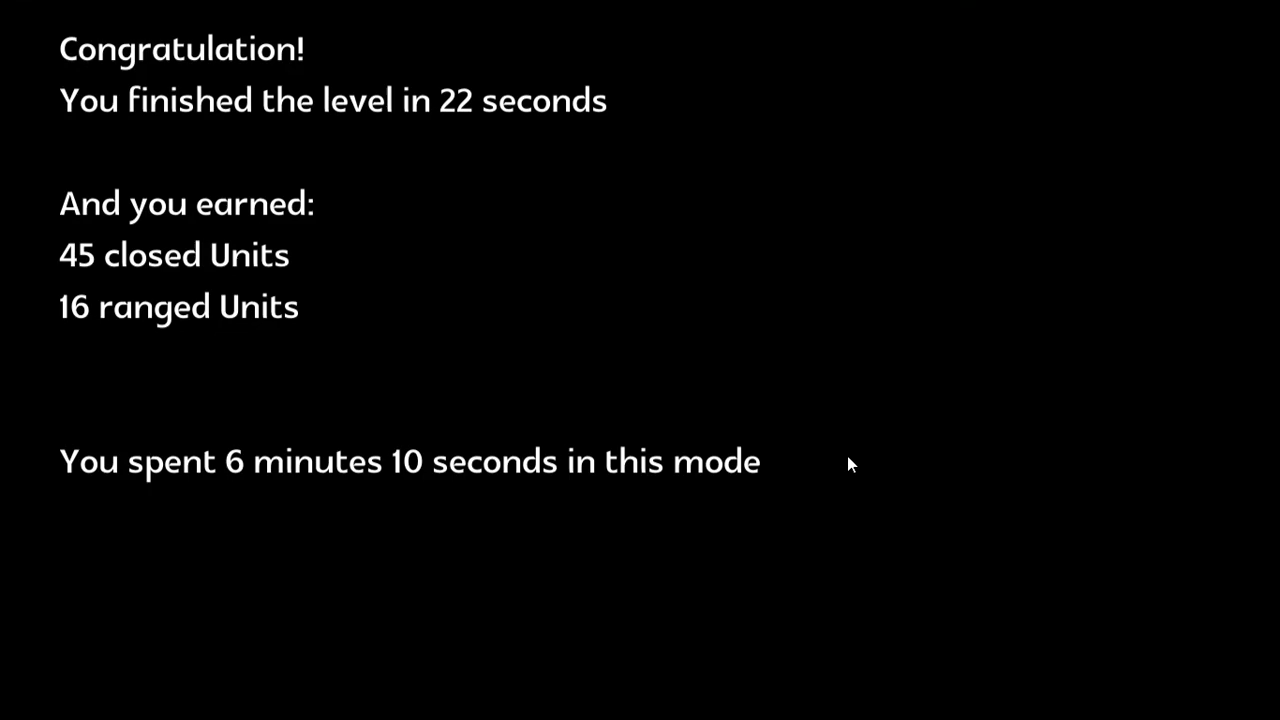 Congratulation!
You finished the level in 22 seconds
And you earned:
45 closed Units
16 ranged Units
You spent 6 minutes 10 seconds in this mode